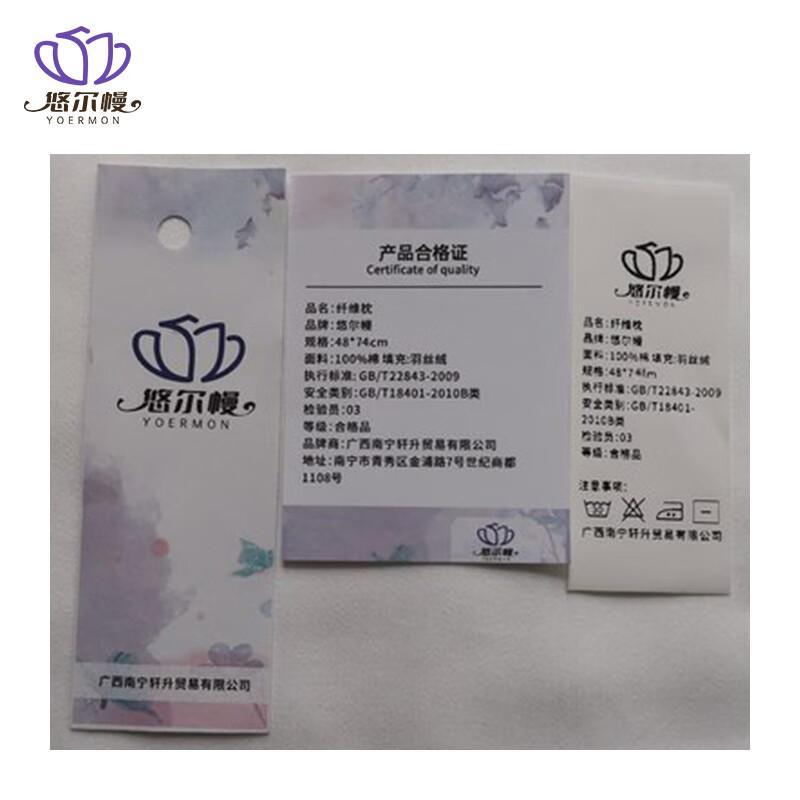 悠尔幔
YOERMON
悠尔幔
YOERMON
广西南宁轩升贸易有限公司
产品合格证
Certificate of quality
品名:纤维枕
品牌:悠尔幔
规格:48*74cm
面料:100%棉 填充:羽丝绒
执行标准:GB/T22843-2009
安全类别:GB/T18401-2010B类
检验员:03
等级:合格品
品牌商:广西南宁轩升贸易有限公司
地址:南宁市青秀区金浦路7号世纪商都
1108号
悠尔幔
YOERMON
悠尔幔
YOERMON
品名:纤维枕
品牌:悠尔幔
面料:100%棉 填充:羽丝绒
规格:48*74cm
执行标准:GB/T22843-2009
安全类别:GB/T18401-
2010B类
检验员:03
等级:合格品
注意事项:
广西南宁轩升贸易有限公司